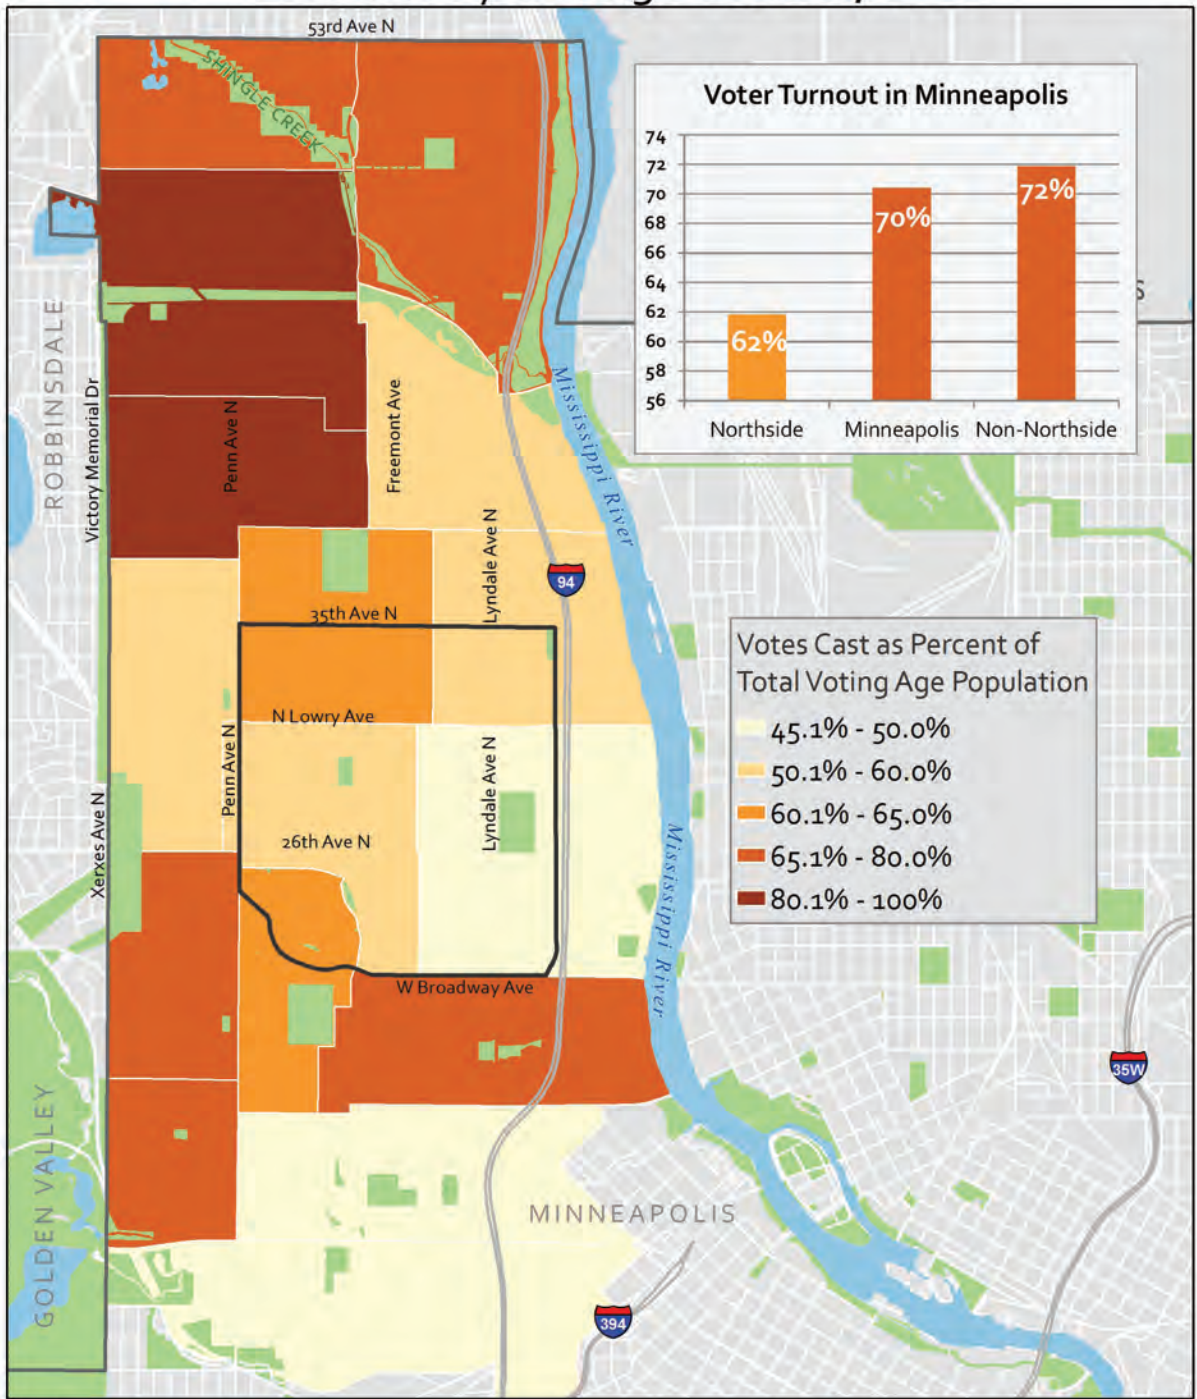 53rd Ave N
SHINGLE CREEK
Voter Turnout in Minneapolis
74
72
70
68
66
64
62
60
58
56
62%
70%
72%
Northside
Minneapolis
Non-Northside
S
ROBBINSDALE
Victory Memorial Dr
Penn Ave N
Freemont Ave
Mississippi River
Lyndale Ave N
94
35th Ave N
N Lowry Ave
Penn Ave N
Lyndale Ave N
26th Ave N
Xerxes Ave N
W Broadway Ave
Mississippi River
Votes Cast as Percent of
Total Voting Age Population
45.1% - 50.0%
50.1% - 60.0%
60.1% - 65.0%
65.1% - 80.0%
80.1% - 100%
35W
GOLDEN VALLEY
MINNEAPOLIS
394